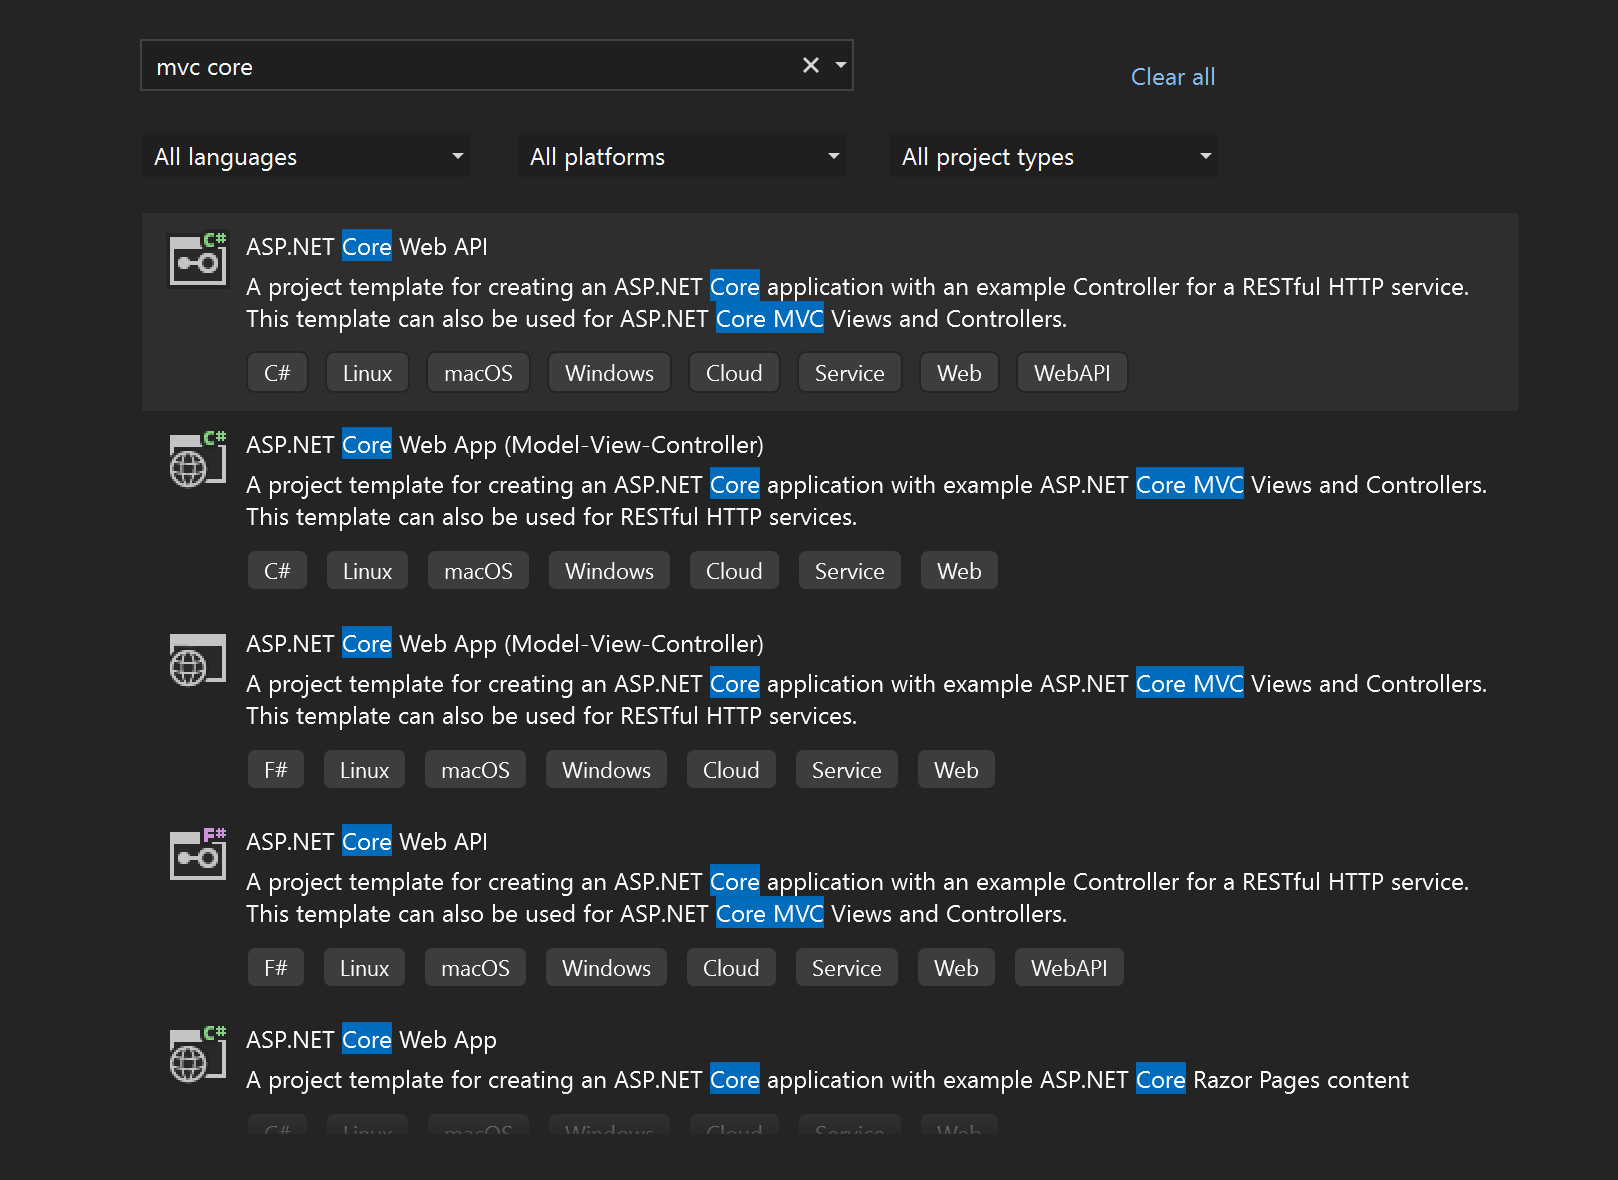 mvc core
Clear all
All languages
All platforms
All project types
C#
ASP.NET Core Web API
A project template for creating an ASP.NET Core application with an example Controller for a RESTful HTTP service.
This template can also be used for ASP.NET Core MVC Views and Controllers.
C# Linux macOS Windows Cloud Service Web WebAPI
C#
ASP.NET Core Web App (Model-View-Controller)
A project template for creating an ASP.NET Core application with example ASP.NET Core MVC Views and Controllers.
This template can also be used for RESTful HTTP services.
C# Linux macOS Windows Cloud Service Web
ASP.NET Core Web App (Model-View-Controller)
A project template for creating an ASP.NET Core application with example ASP.NET Core MVC Views and Controllers.
This template can also be used for RESTful HTTP services.
F# Linux macOS Windows Cloud Service Web
F#
ASP.NET Core Web API
A project template for creating an ASP.NET Core application with an example Controller for a RESTful HTTP service.
This template can also be used for ASP.NET Core MVC Views and Controllers.
F# Linux macOS Windows Cloud Service Web WebAPI
C#
ASP.NET Core Web App
A project template for creating an ASP.NET Core application with example ASP.NET Core Razor Pages content
C# Linux macOS Windows Cloud Service Web